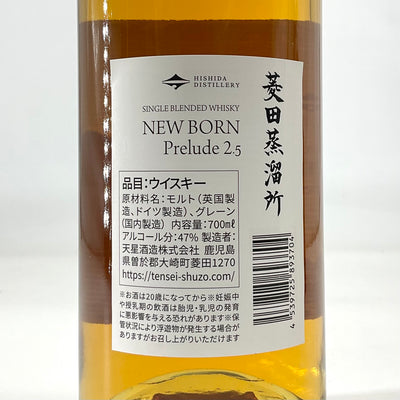 HISHIDA
DISTILLERY
SINGLE BLENDED WHISKY
NEW BORN
Prelude 2.5
菱田蒸溜所
品目:ウイスキー
原材料名:モルト(英国製
造、ドイツ製造)、グレーン
(国内製造) 内容量:700㎖
アルコール分:47% 製造者:
天星酒造株式会社 鹿児島
県曽於郡大崎町菱田1270
https://tensei-shuzo.com/
※お酒は20歳になってから※妊娠中
や授乳期の飲酒は胎児・乳児の発育
に悪影響を与える恐れがあります※保
管状況により浮遊物が発生する場合が
ありますがお召し上がりいただけます
4539725893704